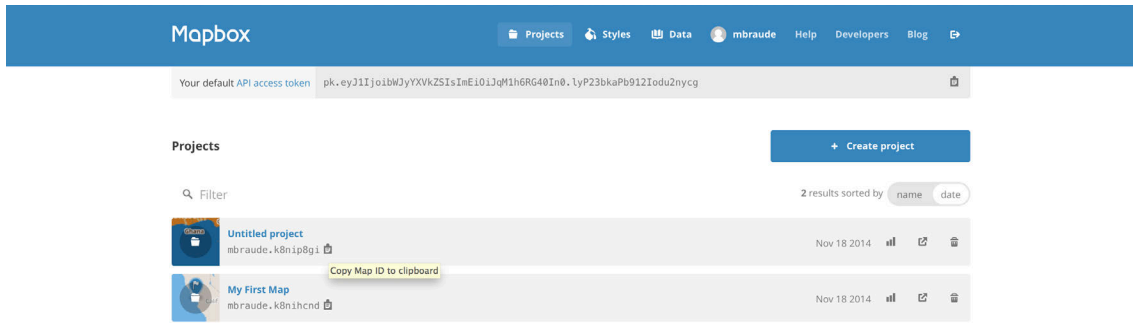 Mapbox Projects Styles Data mbraude Help Developers Blog
Your default API access token pk.eyJ1IjoibWJyYXVkZSIsImEiOiJqM1h6RG40In0.lyP23bkaPb912Iodu2nycg
Projects + Create project
Filter 2 results sorted by name date
Ghana
Untitled project
mbraude.k8nip8gi Nov 18 2014
Copy Map ID to clipboard
My First Map
mbraude.k8nihcnd Nov 18 2014